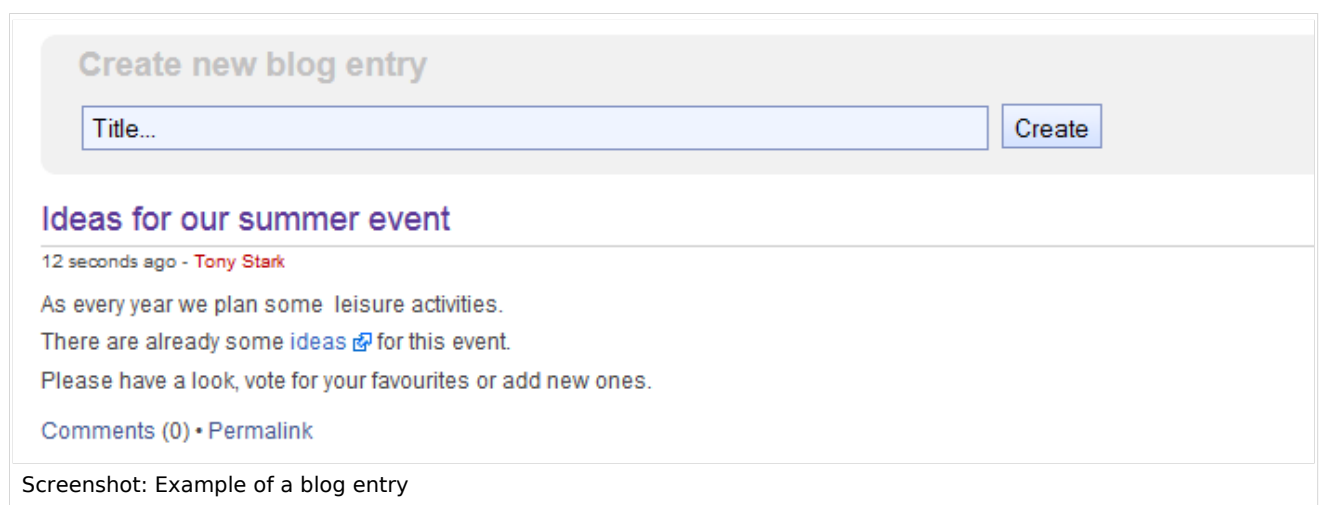 Create new blog entry
Title... Create
Ideas for our summer event
12 seconds ago - Tony Stark
As every year we plan some  leisure activities.
There are already some ideas for this event.
Please have a look, vote for your favourites or add new ones.
Comments (0) • Permalink
Screenshot: Example of a blog entry